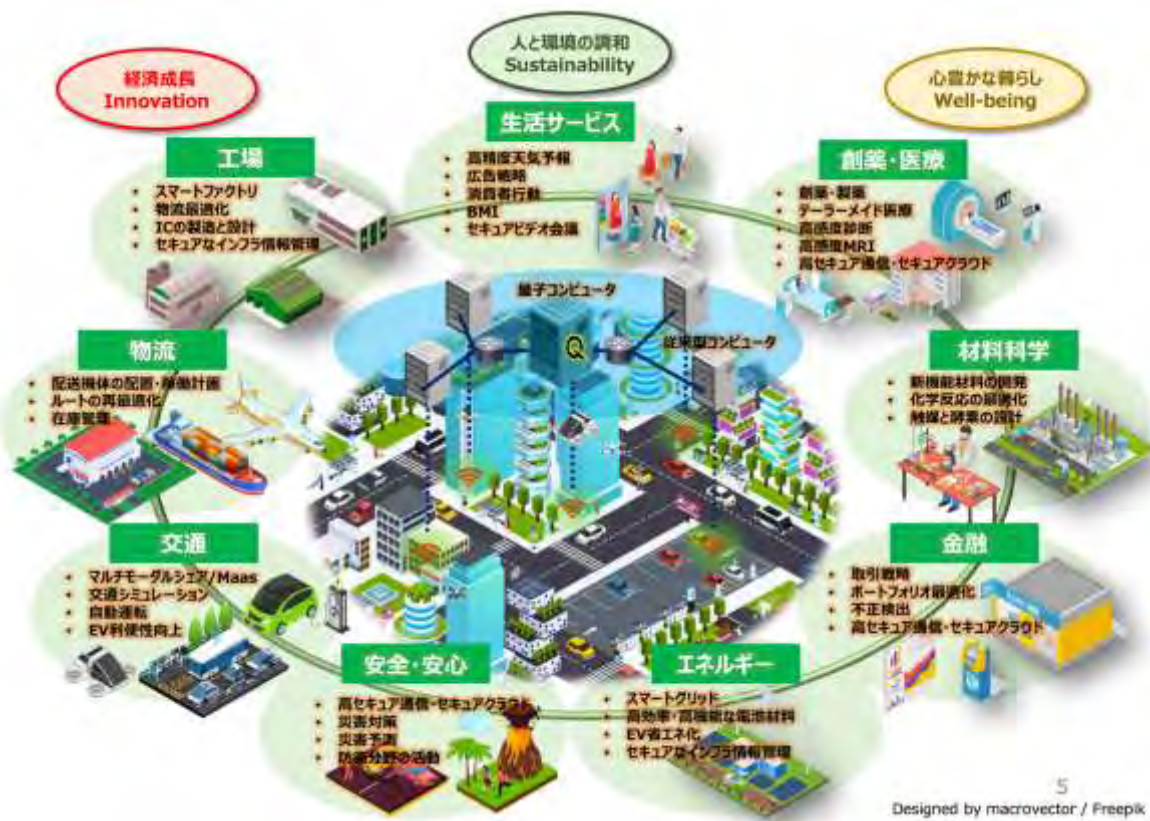 人と環境の調和
Sustainability
経済成長
Innovation
心豊かな暮らし
Well-being
生活サービス
高精度天気予報
広告戦略
消費者行動
BMI
セキュアビデオ会議
工場
スマートファクトリ
物流最適化
ICの製造と設計
セキュアなインフラ情報管理
創薬・医療
創薬・製薬
テーラーメイド医療
高感度診断
高感度MRI
高セキュア通信・セキュアクラウド
量子コンピュータ
Q
従来型コンピュータ
物流
配送機体の配置・稼働計画
ルートの再最適化
在庫管理
材料科学
新機能材料の開発
化学反応の最適化
触媒と酵素の設計
交通
マルチモーダルシェア/Maas
交通シミュレーション
自動運転
EV利便性向上
金融
取引戦略
ポートフォリオ最適化
不正検出
高セキュア通信・セキュアクラウド
安全・安心
高セキュア通信・セキュアクラウド
災害対策
災害予測
防衛分野の活動
エネルギー
スマートグリッド
高効率・高機能な電池材料
EV省エネ化
セキュアなインフラ情報管理
5
Designed by macrovector / Freepik